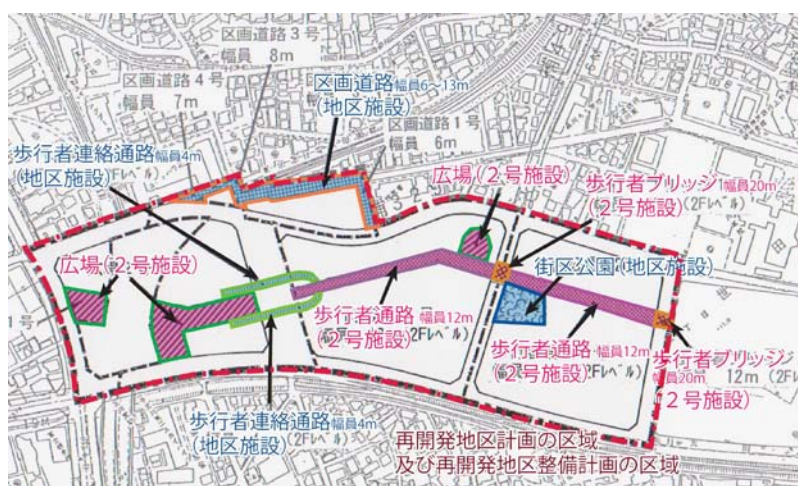 区画道路3号
幅員 8m
区画道路4号
幅員 7m
区画道路幅員6~13m
(地区施設)
区画道路1号
幅員 6m
歩行者連絡通路幅員4m
(地区施設)
広場(2号施設)
歩行者ブリッジ幅員20m
(2号施設)
街区公園(地区施設)
広場(2号施設)
歩行者通路 幅員12m
(2号施設)
歩行者通路幅員12m
(2号施設)
歩行者ブリッジ
幅員20m
(2号施設)
12m (2Fレ
歩行者連絡通路幅員4m
(地区施設)
再開発地区計画の区域
及び再開発地区整備計画の区域